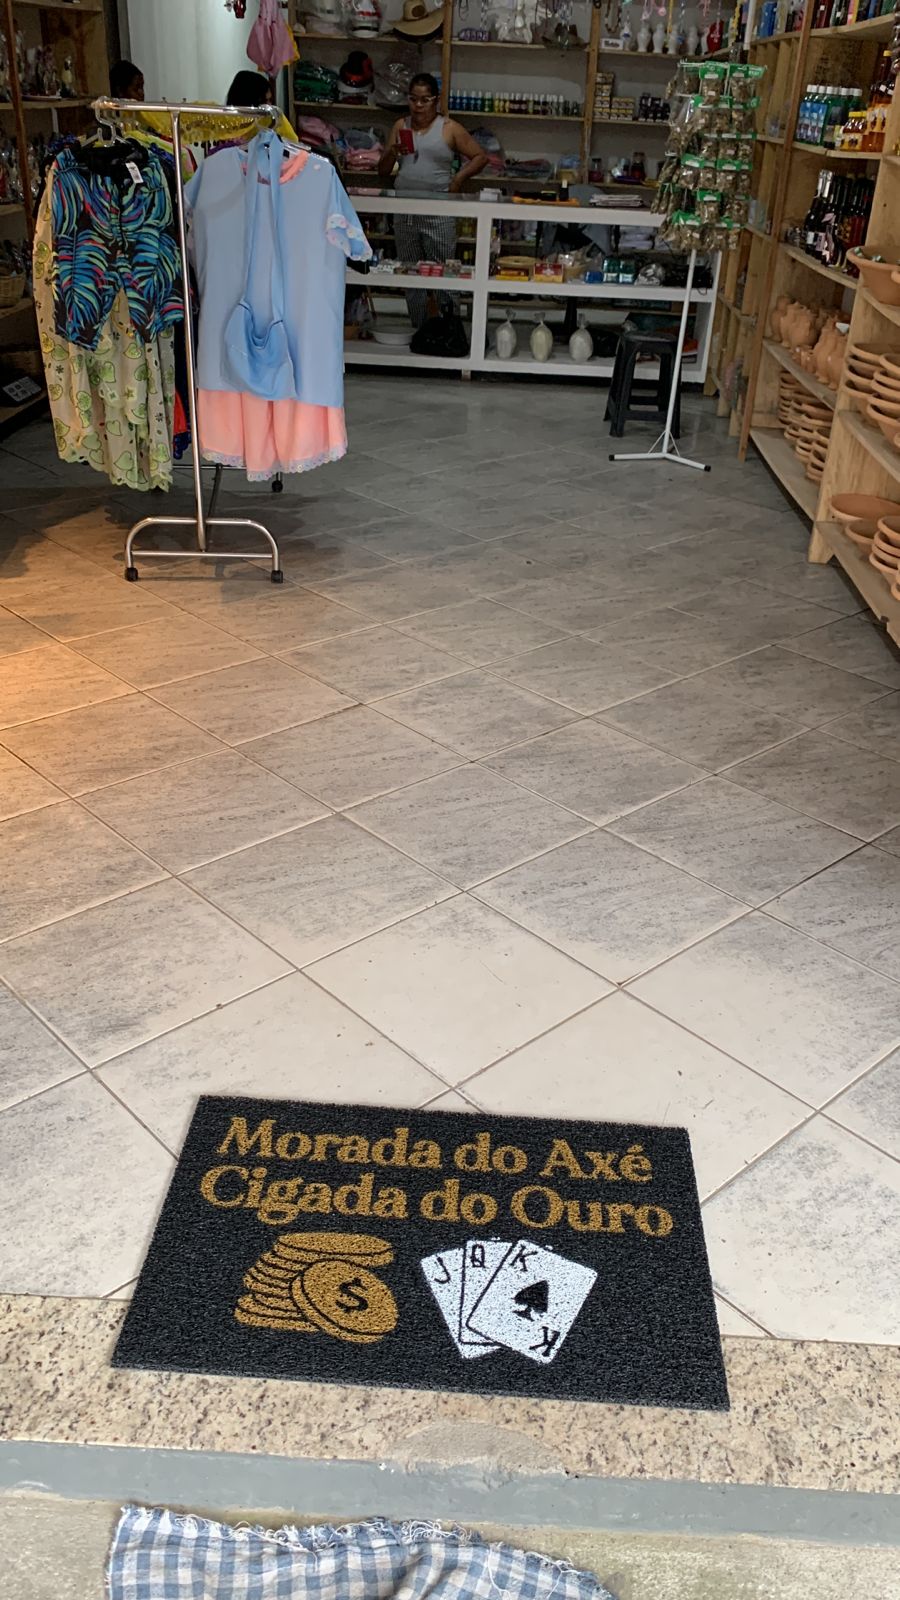 Morada do Axé
Cigada do Ouro
$
J Q K
K